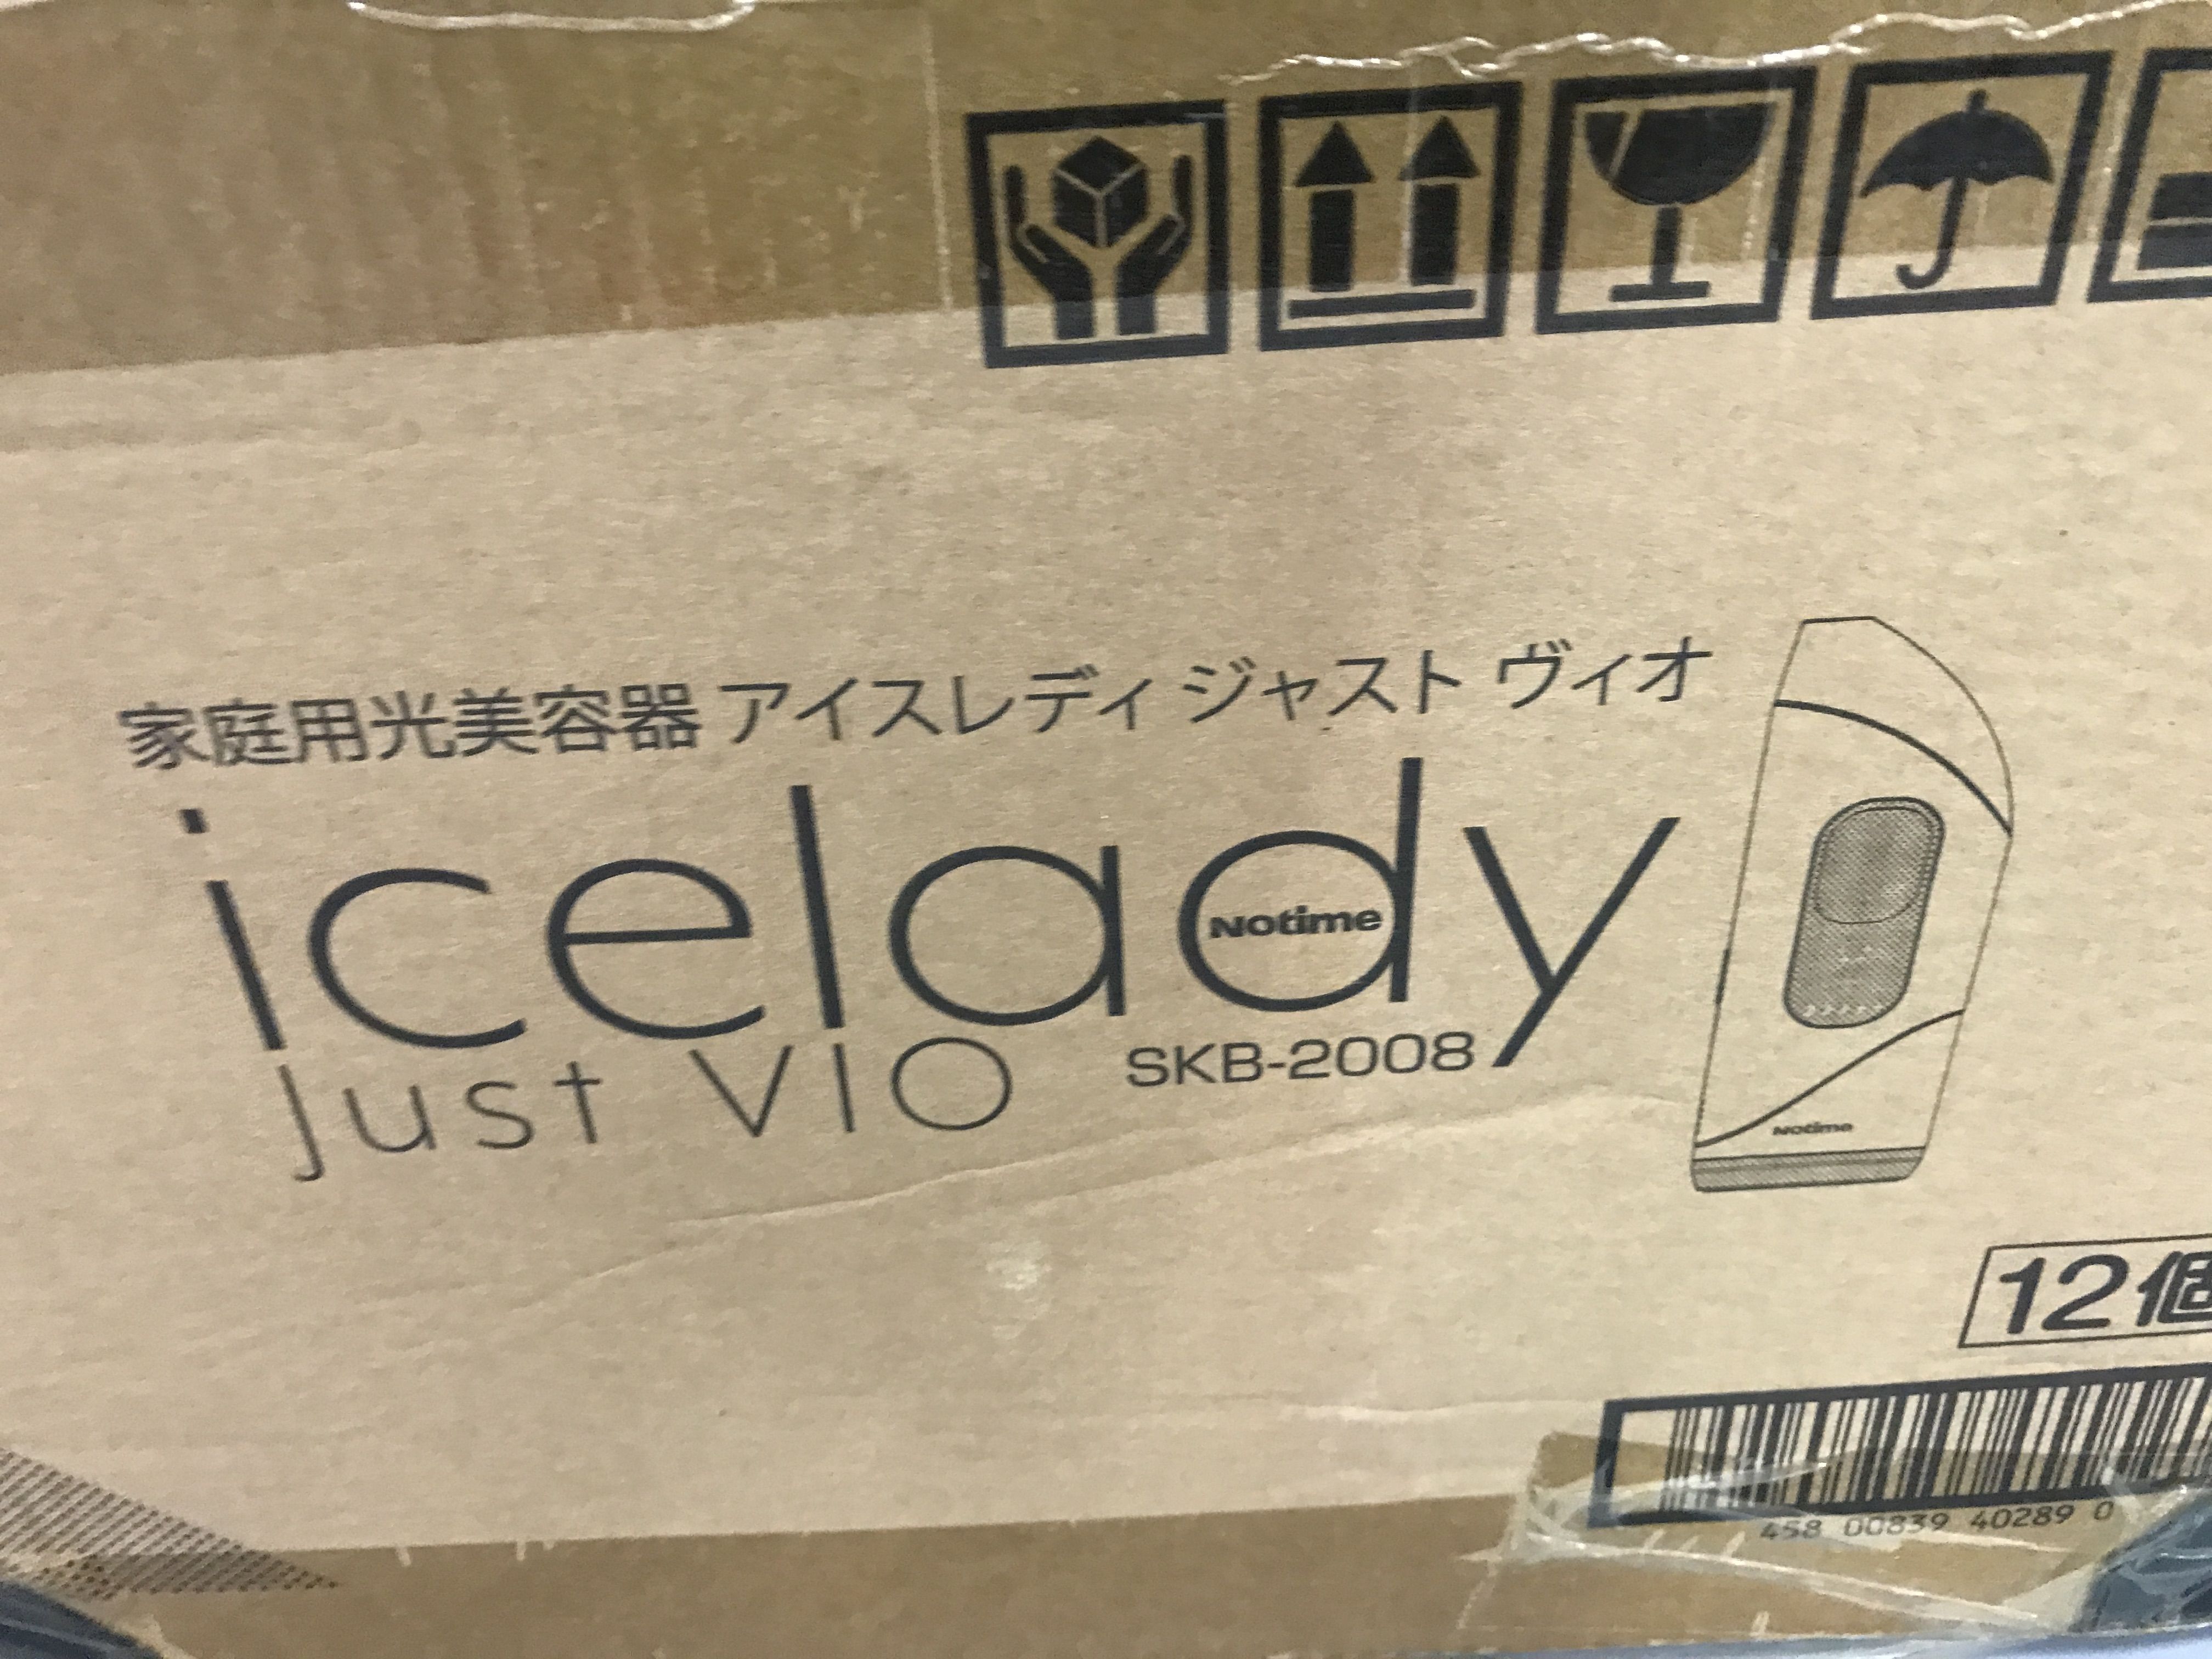 家庭用光美容器 アイスレディ ジャスト ヴィオ
icelady
Notime
just VIO SKB-2008
Notime
12個
458 00839 40289 0